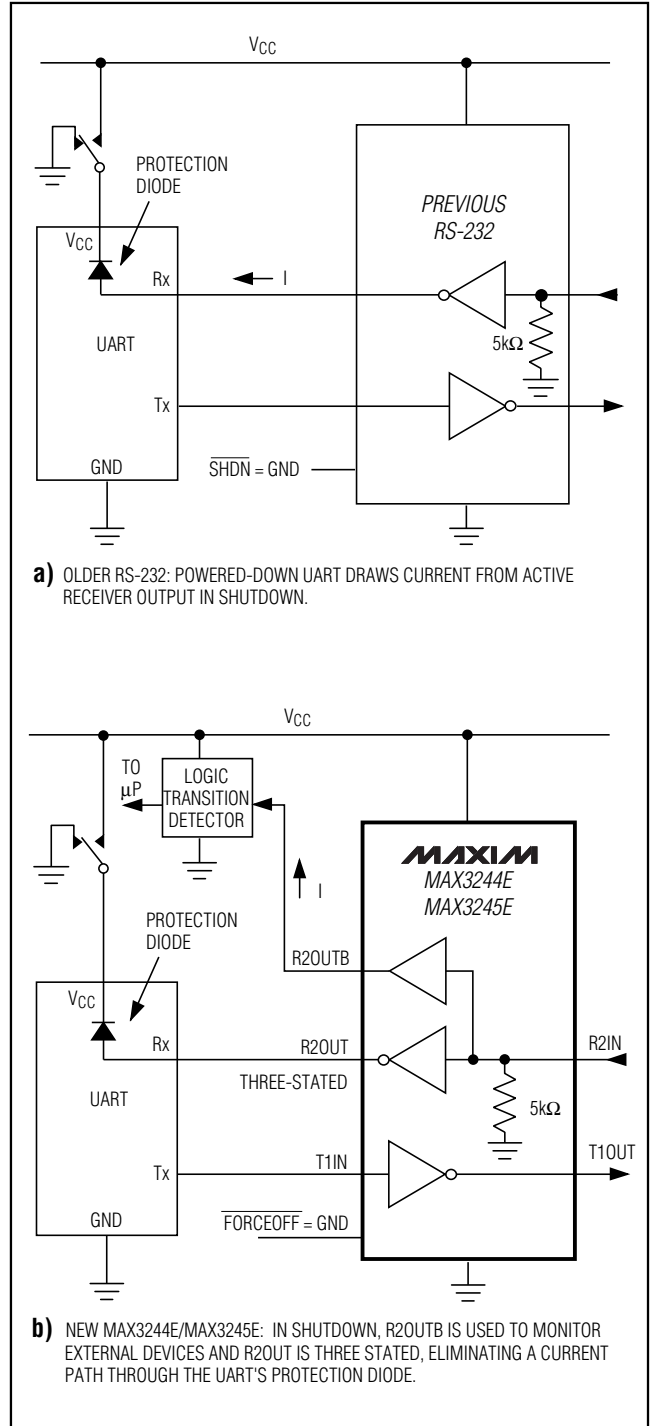 VCC
PROTECTION
DIODE
VCC
Rx
I
UART
Tx
GND
PREVIOUS
RS-232
5kΩ
SHDN = GND
a) OLDER RS-232: POWERED-DOWN UART DRAWS CURRENT FROM ACTIVE
RECEIVER OUTPUT IN SHUTDOWN.
VCC
TO
μP
LOGIC
TRANSITION
DETECTOR
I
MAXIM
MAX3244E
MAX3245E
PROTECTION
DIODE
R2OUTB
VCC
Rx
R2OUT
R2IN
THREE-STATED
UART
5kΩ
Tx
T1IN
T1OUT
GND
FORCEOFF = GND
b) NEW MAX3244E/MAX3245E: IN SHUTDOWN, R2OUTB IS USED TO MONITOR
EXTERNAL DEVICES AND R2OUT IS THREE STATED, ELIMINATING A CURRENT
PATH THROUGH THE UART'S PROTECTION DIODE.